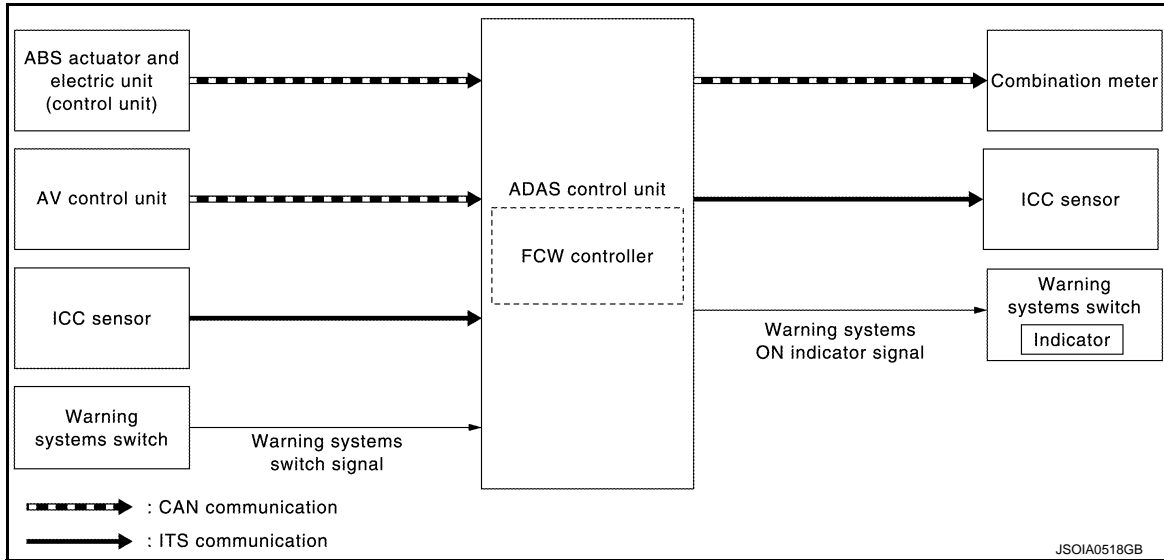 ABS actuator and
electric unit
(control unit)
AV control unit
ICC sensor
Warning
systems switch
Warning systems
switch signal
ADAS control unit
FCW controller
Combination meter
ICC sensor
Warning
systems switch
Indicator
Warning systems
ON indicator signal
: CAN communication
: ITS communication
JSOIA0518GB